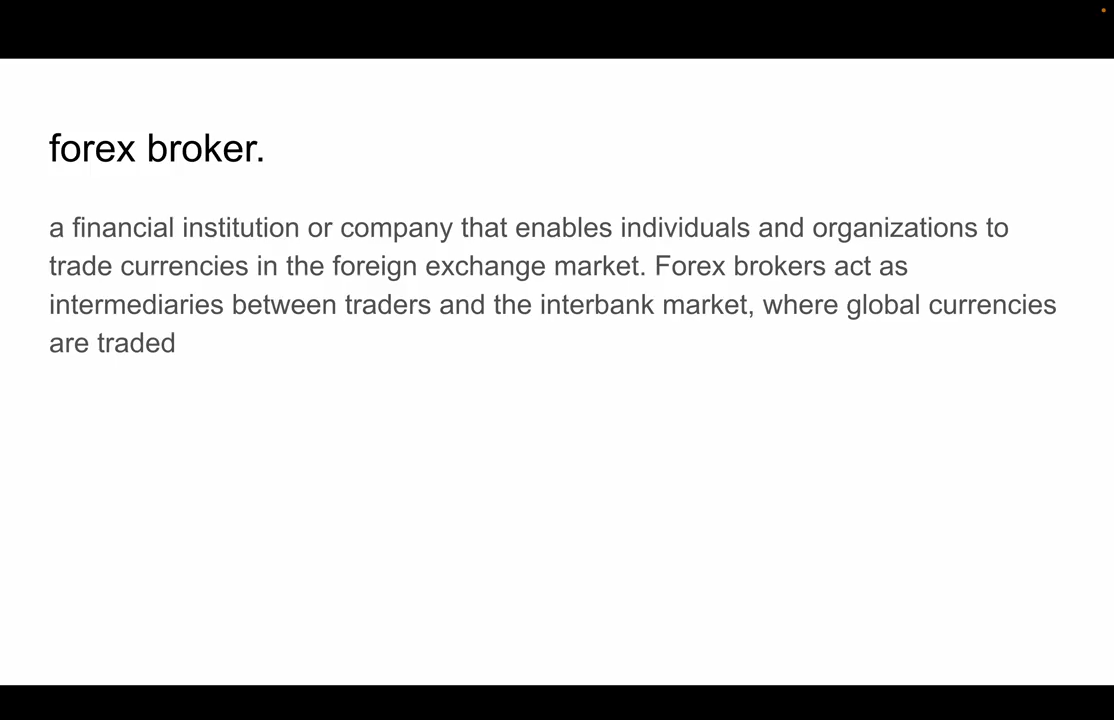 forex broker.
a financial institution or company that enables individuals and organizations to
trade currencies in the foreign exchange market. Forex brokers act as
intermediaries between traders and the interbank market, where global currencies
are traded